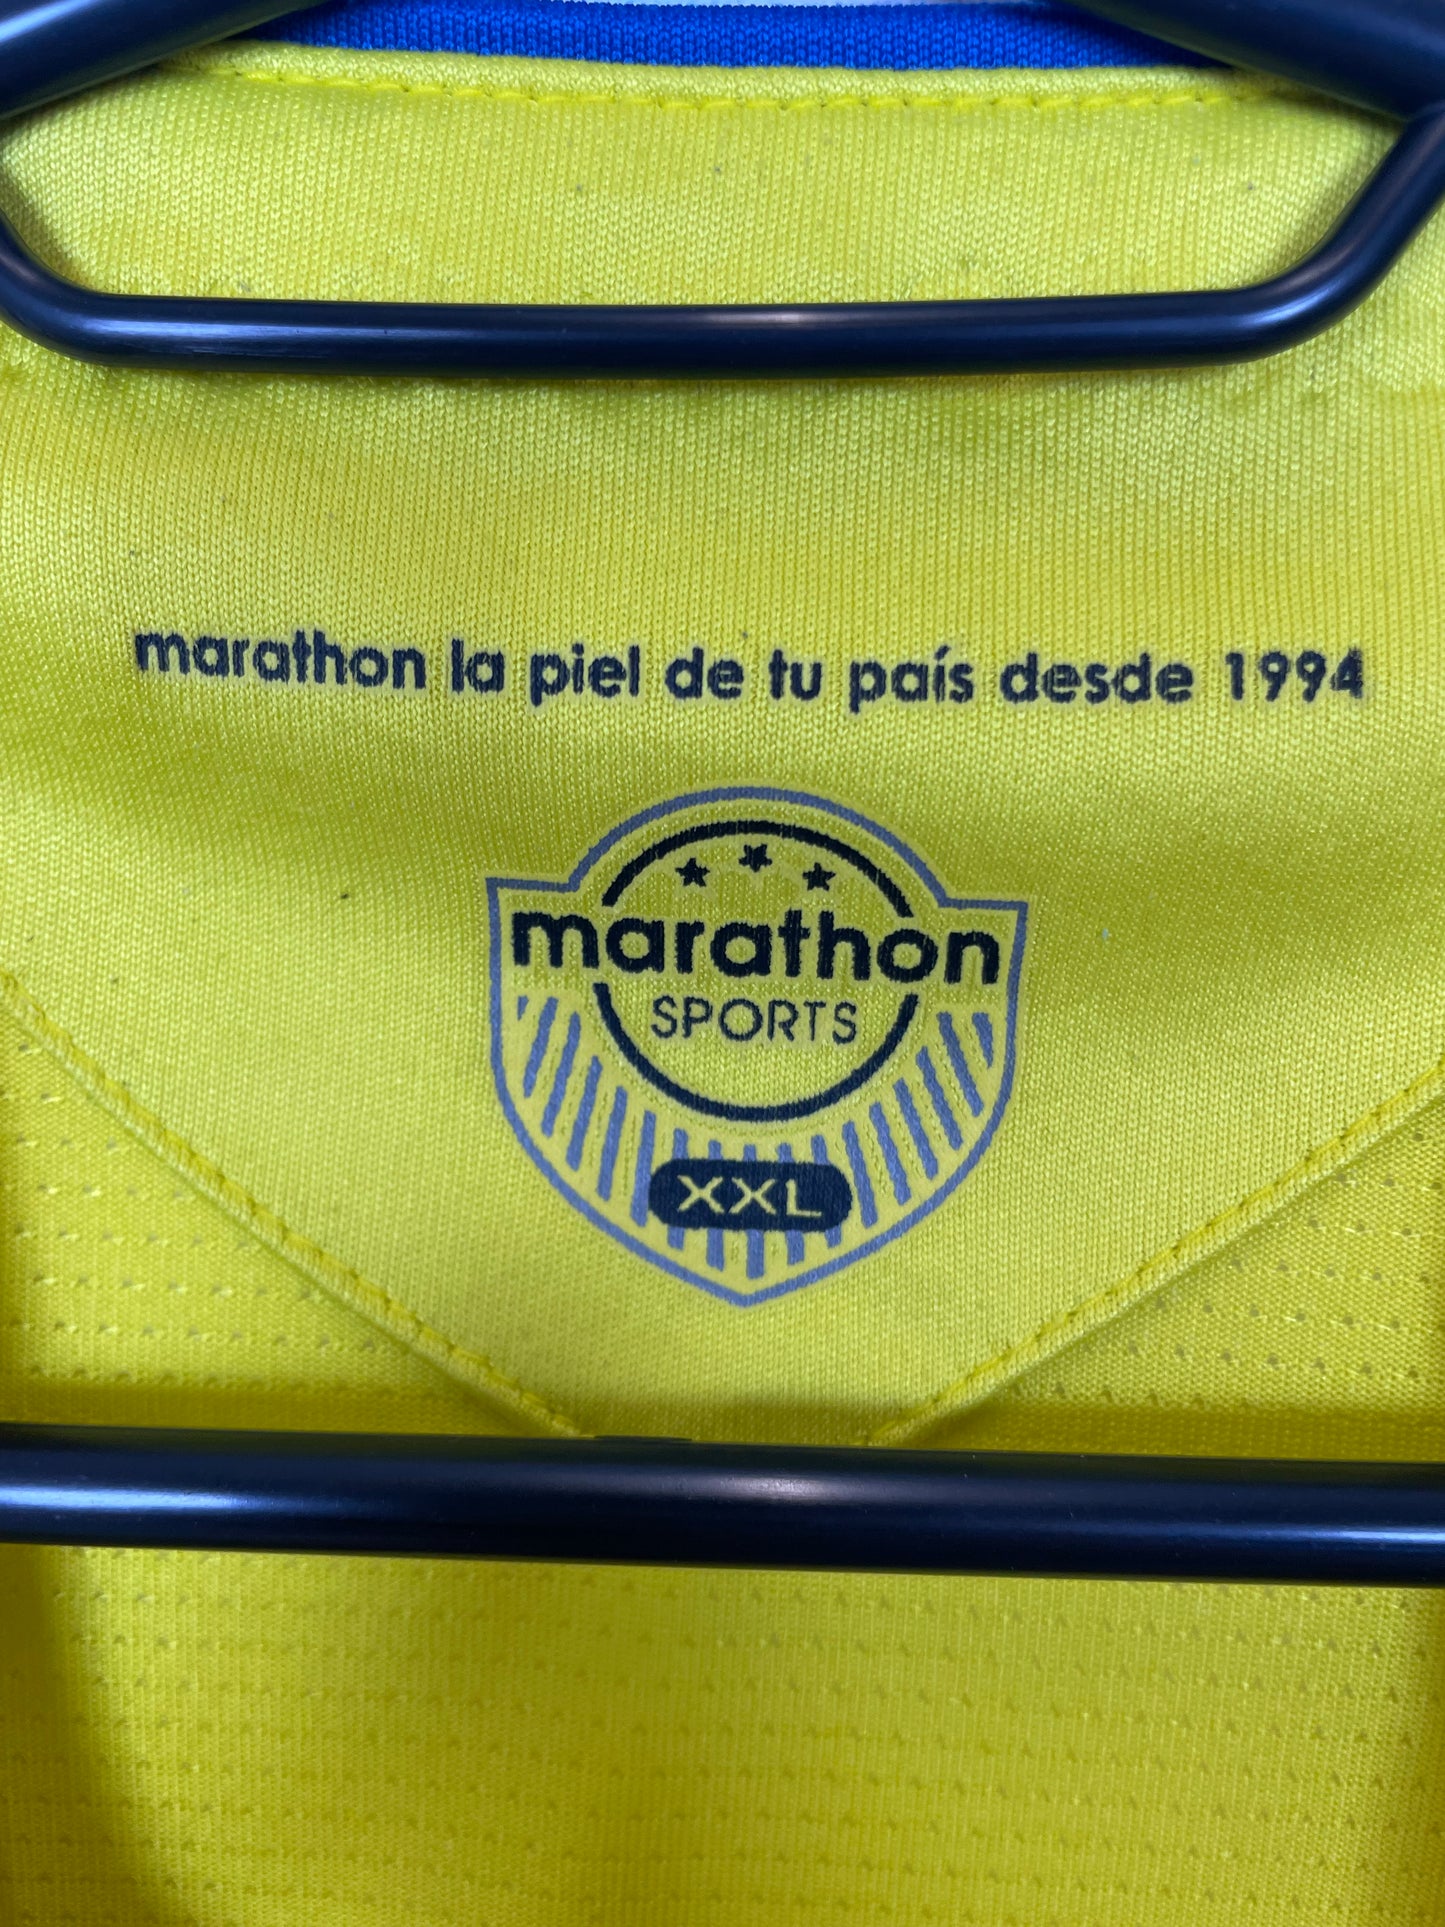 marathon la piel de tu país desde 1994
marathon
SPORTS
XXL